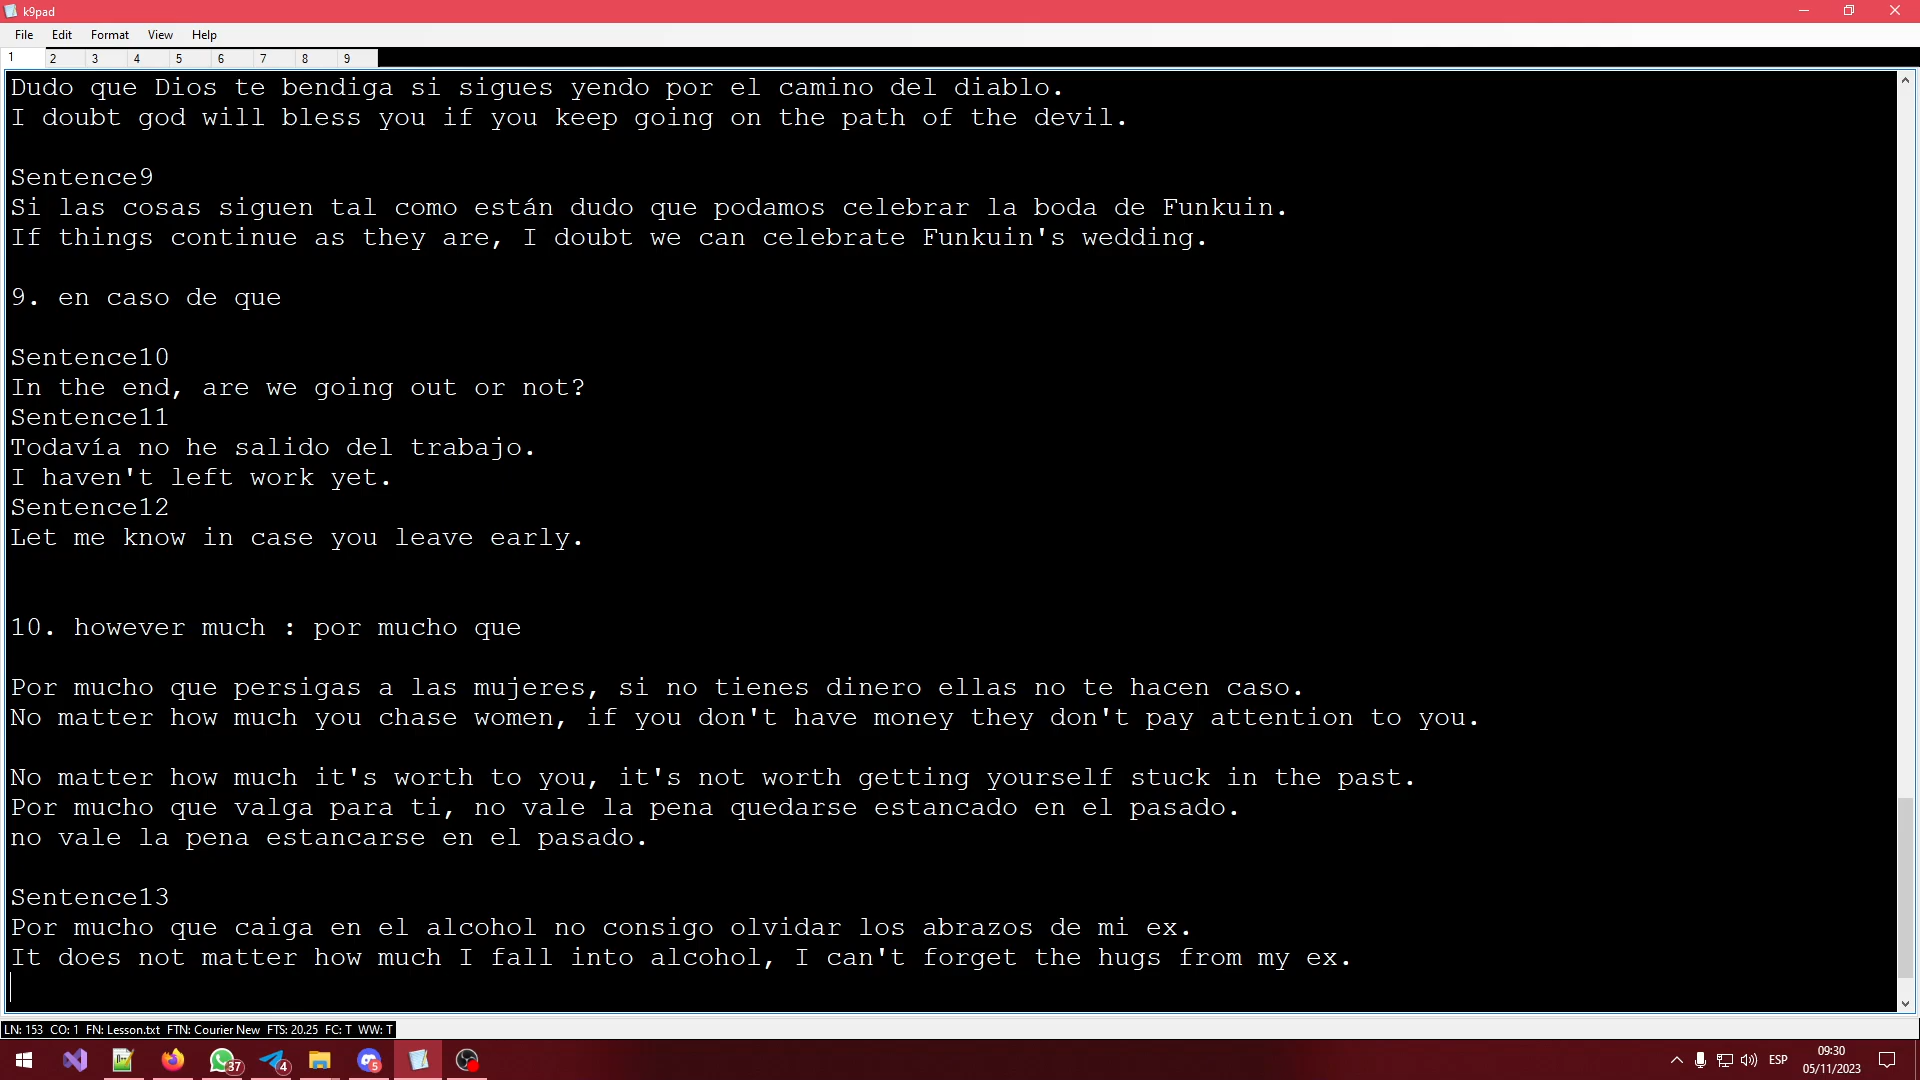 k9pad
File Edit Format View Help
1 2 3 4 5 6 7 8 9
Dudo que Dios te bendiga si sigues yendo por el camino del diablo.
I doubt god will bless you if you keep going on the path of the devil.
Sentence9
Si las cosas siguen tal como están dudo que podamos celebrar la boda de Funkuin.
If things continue as they are, I doubt we can celebrate Funkuin's wedding.
9. en caso de que
Sentence10
In the end, are we going out or not?
Sentence11
Todavía no he salido del trabajo.
I haven't left work yet.
Sentence12
Let me know in case you leave early.
10. however much : por mucho que
Por mucho que persigas a las mujeres, si no tienes dinero ellas no te hacen caso.
No matter how much you chase women, if you don't have money they don't pay attention to you.
No matter how much it's worth to you, it's not worth getting yourself stuck in the past.
Por mucho que valga para ti, no vale la pena quedarse estancado en el pasado.
no vale la pena estancarse en el pasado.
Sentence13
Por mucho que caiga en el alcohol no consigo olvidar los abrazos de mi ex.
It does not matter how much I fall into alcohol, I can't forget the hugs from my ex.
LN: 153 CO: 1 FN: Lesson.txt FTN: Courier New FTS: 20.25 FC: T WW: T
37 4 5 ESP 09:30
05/11/2023